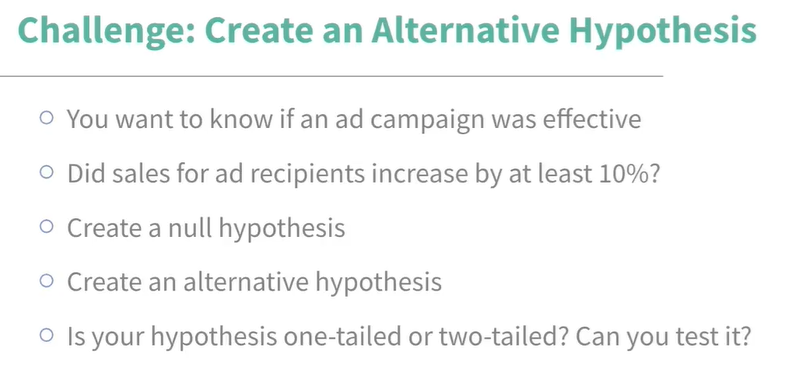 Challenge: Create an Alternative Hypothesis
You want to know if an ad campaign was effective
Did sales for ad recipients increase by at least 10%?
Create a null hypothesis
Create an alternative hypothesis
Is your hypothesis one-tailed or two-tailed? Can you test it?